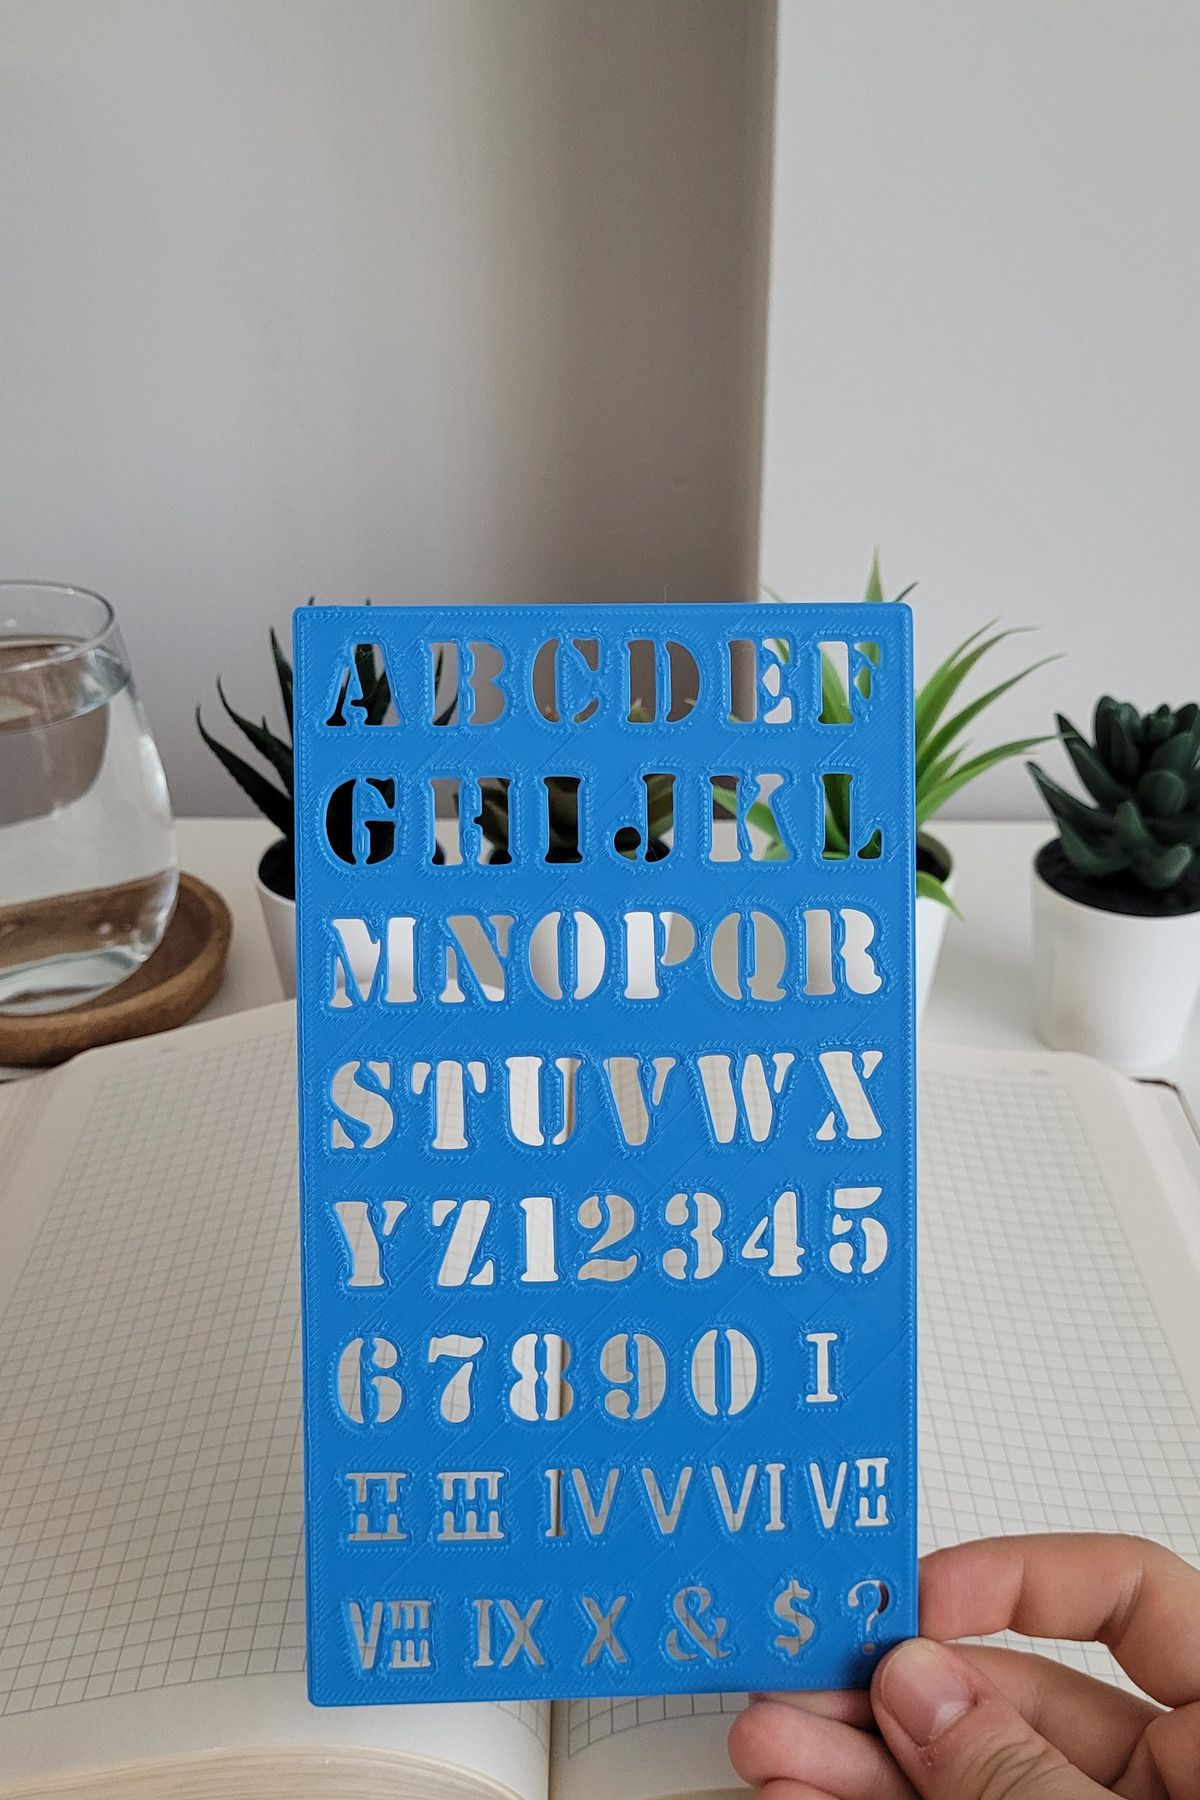 ABCDEF
GHIJKL
MNOPQR
STUVWX
YZ12345
67890 I
II III IV V VI VII
VIII IX X & $ ?